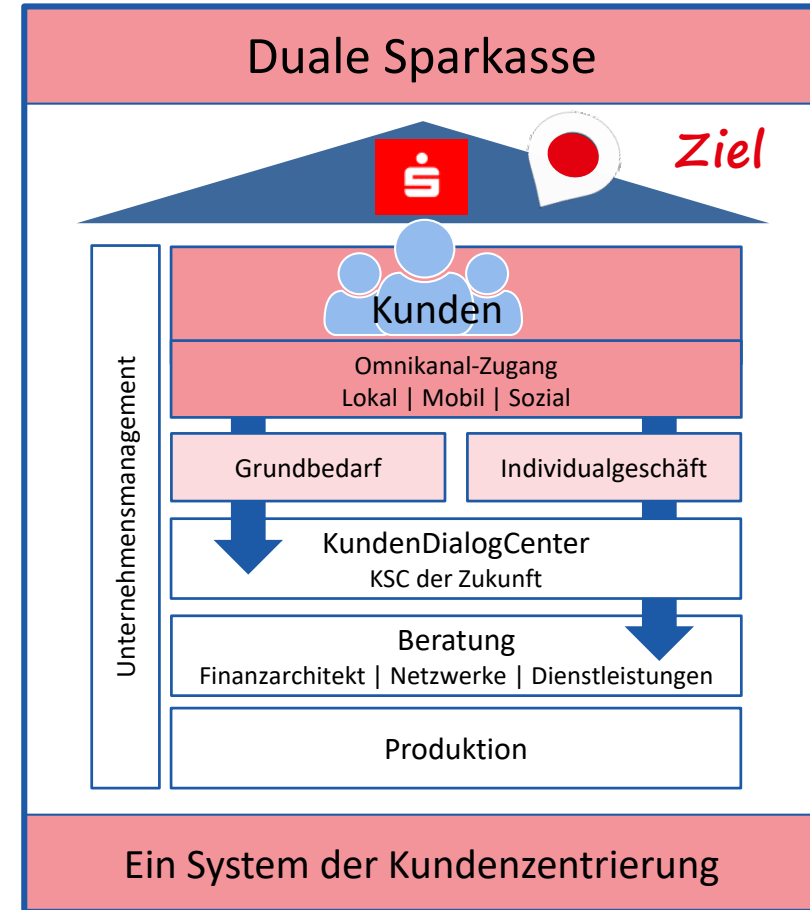 Duale Sparkasse
Ziel
Unternehmensmanagement
Kunden
Omnikanal-Zugang
Lokal | Mobil | Sozial
Grundbedarf
Individualgeschäft
KundenDialogCenter
KSC der Zukunft
Beratung
Finanzarchitekt | Netzwerke | Dienstleistungen
Produktion
Ein System der Kundenzentrierung